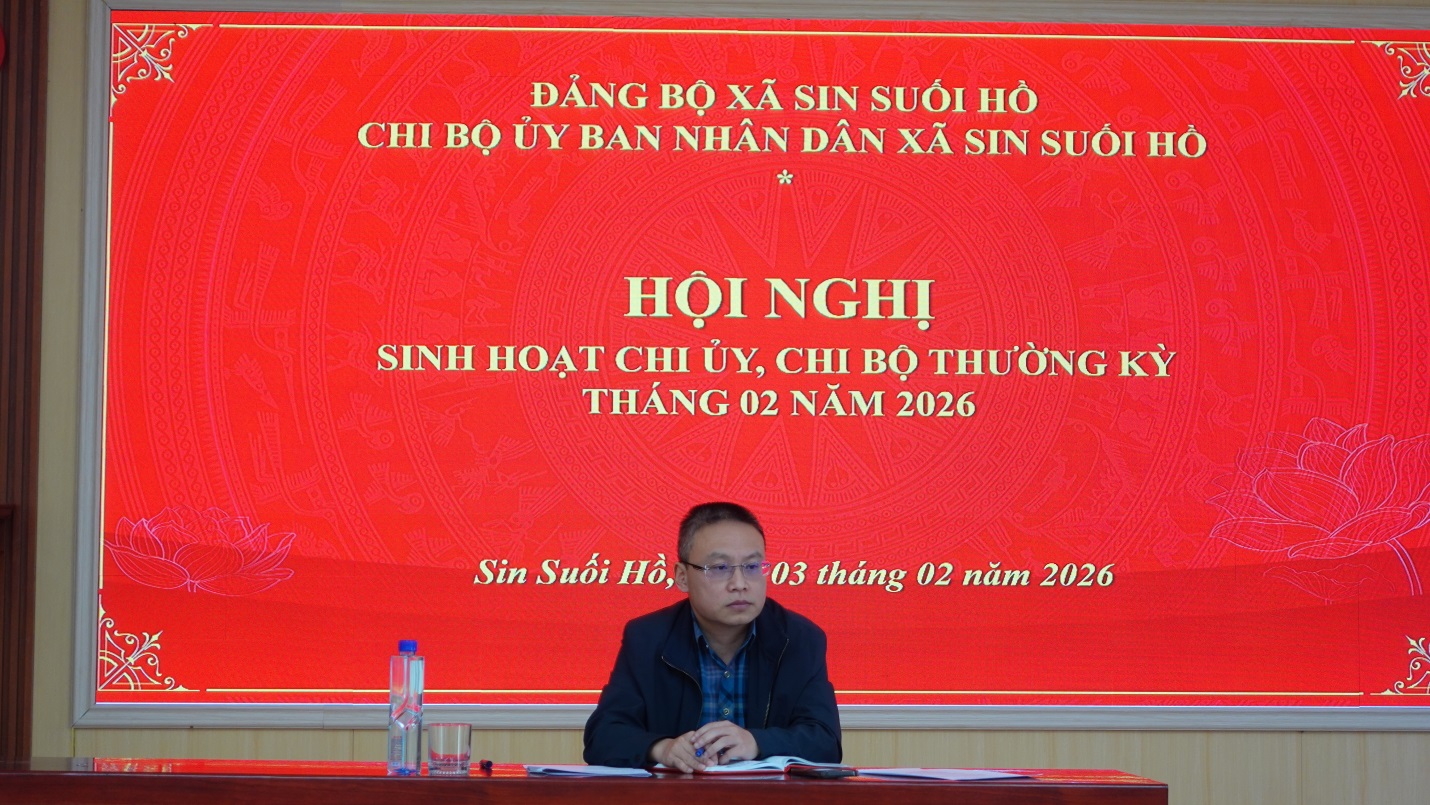 ĐẢNG BỘ XÃ SIN SUỐI HỒ
CHI BỘ ỦY BAN NHÂN DÂN XÃ SIN SUỐI HỒ
*
HỘI NGHỊ
SINH HOẠT CHI ỦY, CHI BỘ THƯỜNG KỲ
THÁNG 02 NĂM 2026
Sin Suối Hồ, 03 tháng 02 năm 2026